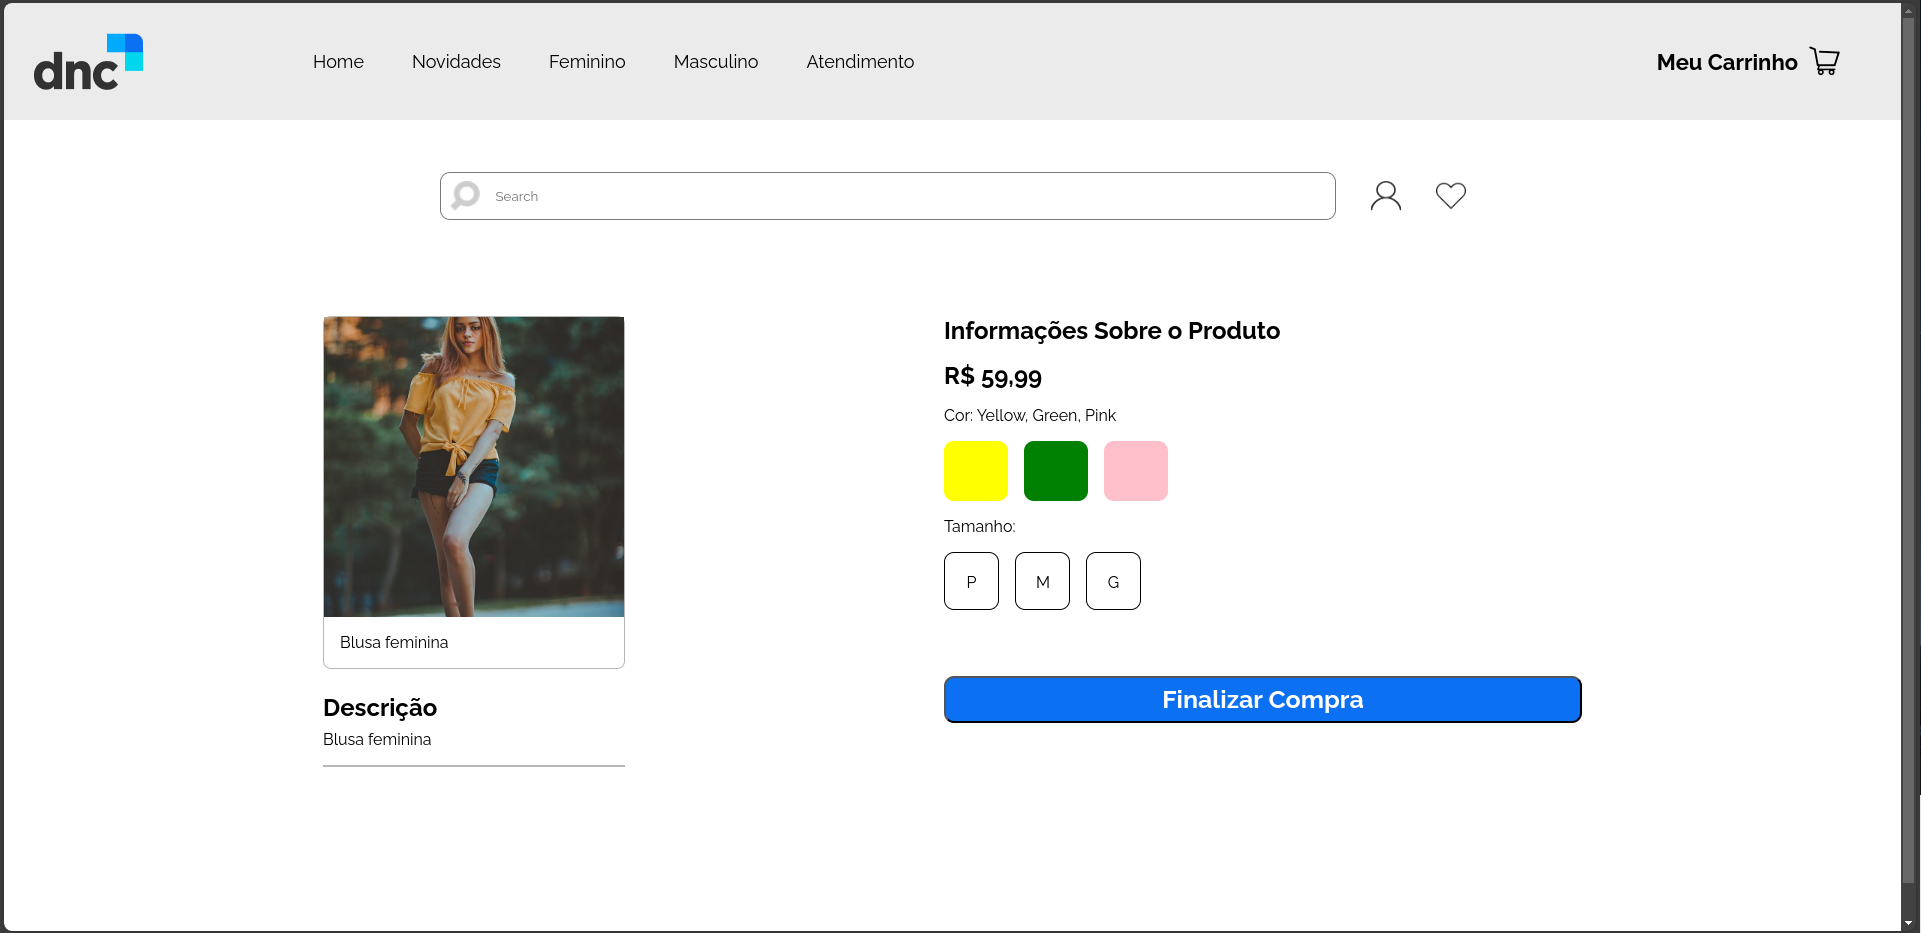 dnc
Home
Novidades
Feminino
Masculino
Atendimento
Meu Carrinho
Search
Informações Sobre o Produto
R$ 59,99
Cor: Yellow, Green, Pink
Tamanho:
P
M
G
Finalizar Compra
Blusa feminina
Descrição
Blusa feminina